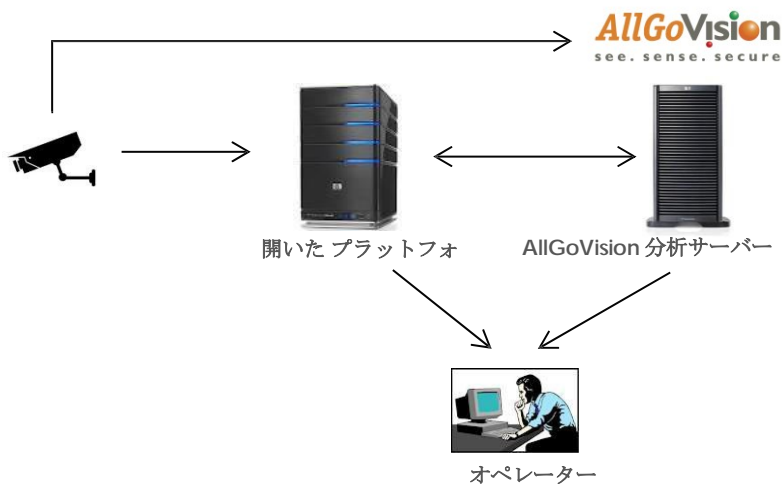 AllGoVision
see. sense. secure
開いた プラットフォ
AllGoVision 分析サーバー
オペレーター